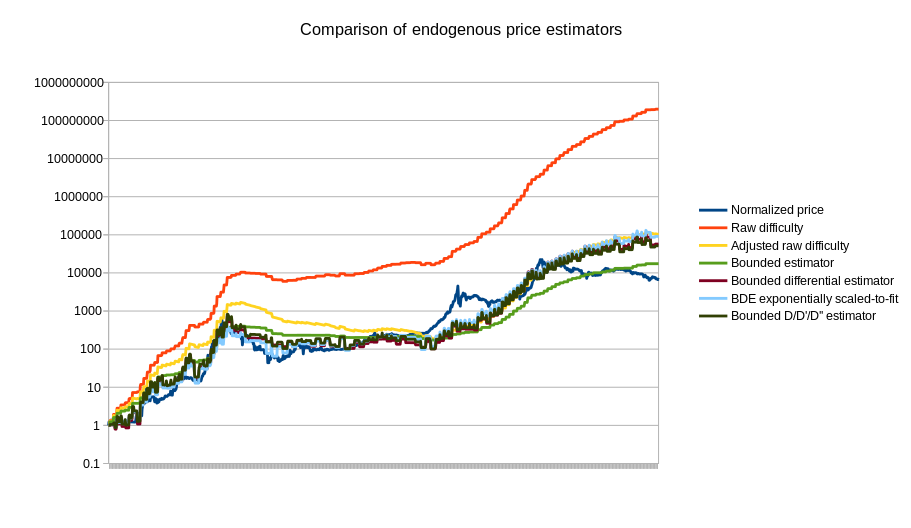 Comparison of endogenous price estimators
1000000000
100000000
10000000
1000000
100000
10000
1000
100
10
1
0.1
Normalized price
Raw difficulty
Adjusted raw difficulty
Bounded estimator
Bounded differential estimator
BDE exponentially scaled-to-fit
Bounded D/D'/D" estimator